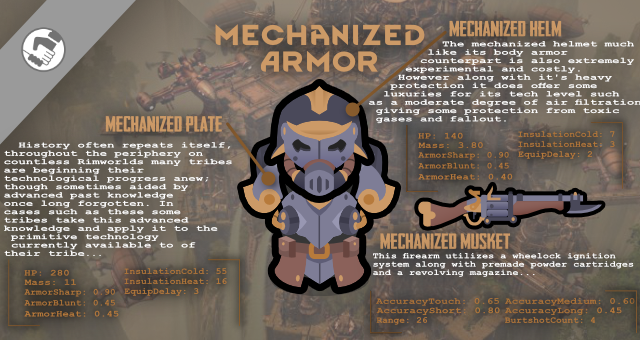 MECHANIZED
ARMOR
MECHANIZED HELM
The mechanized helmet much
like its body armor
counterpart is also extremely
experimental and costly.
However along with it's heavy
protection it does offer some
luxuries for its tech level such
as a moderate degree of air filtration
giving some protection from toxic
gases and fallout.
HP: 140
Mass: 3.80
ArmorSharp: 0.90
ArmorBlunt: 0.45
ArmorHeat: 0.40
InsulationCold: 7
InsulationHeat: 3
EquipDelay: 2
MECHANIZED PLATE
History often repeats itself,
throughout the periphery on
countless Rimworlds many tribes
are beginning their
technological progress anew;
though sometimes aided by
advanced past knowledge
once long forgotten. In
cases such as these some
tribes take this advanced
knowledge and apply it to the
primitive technology
currently available to of
their tribe...
HP: 280
Mass: 11
ArmorSharp: 0.90
ArmorBlunt: 0.45
ArmorHeat: 0.45
InsulationCold: 55
InsulationHeat: 16
EquipDelay: 3
MECHANIZED MUSKET
This firearm utilizes a wheelock ignition
system along with premade powder cartridges
and a revolving magazine...
AccuracyTouch: 0.65 AccuracyMedium: 0.60
AccuracyShort: 0.80 AccuracyLong: 0.45
Range: 26 BurtshotCount: 4